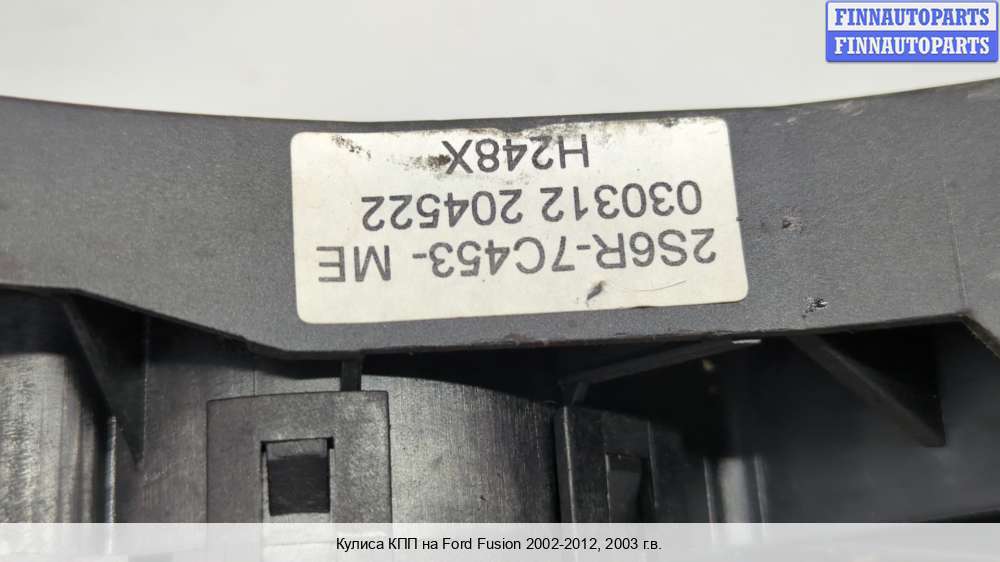 FINNAUTOPARTS
FINNAUTOPARTS
2S6R-7C453- ME
030312 204522
H248X
Кулиса КПП на Ford Fusion 2002-2012, 2003 г.в.